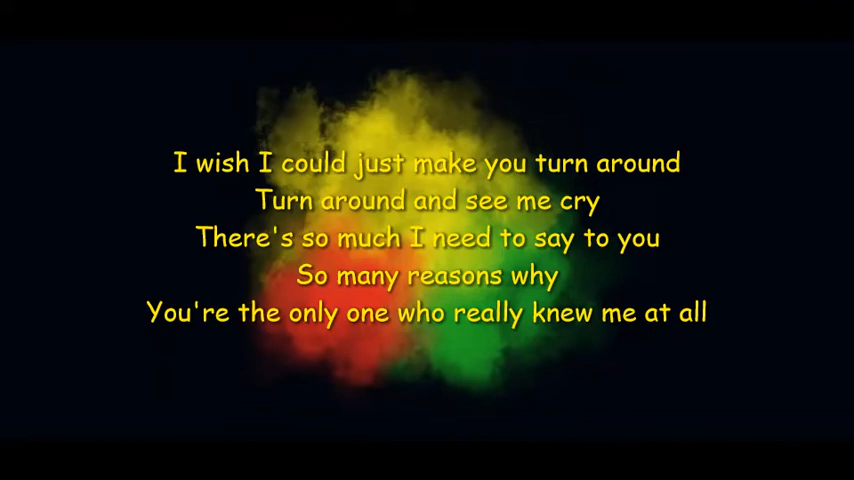 I wish I could just make you turn around
Turn around and see me cry
There's so much I need to say to you
So many reasons why
You're the only one who really knew me at all